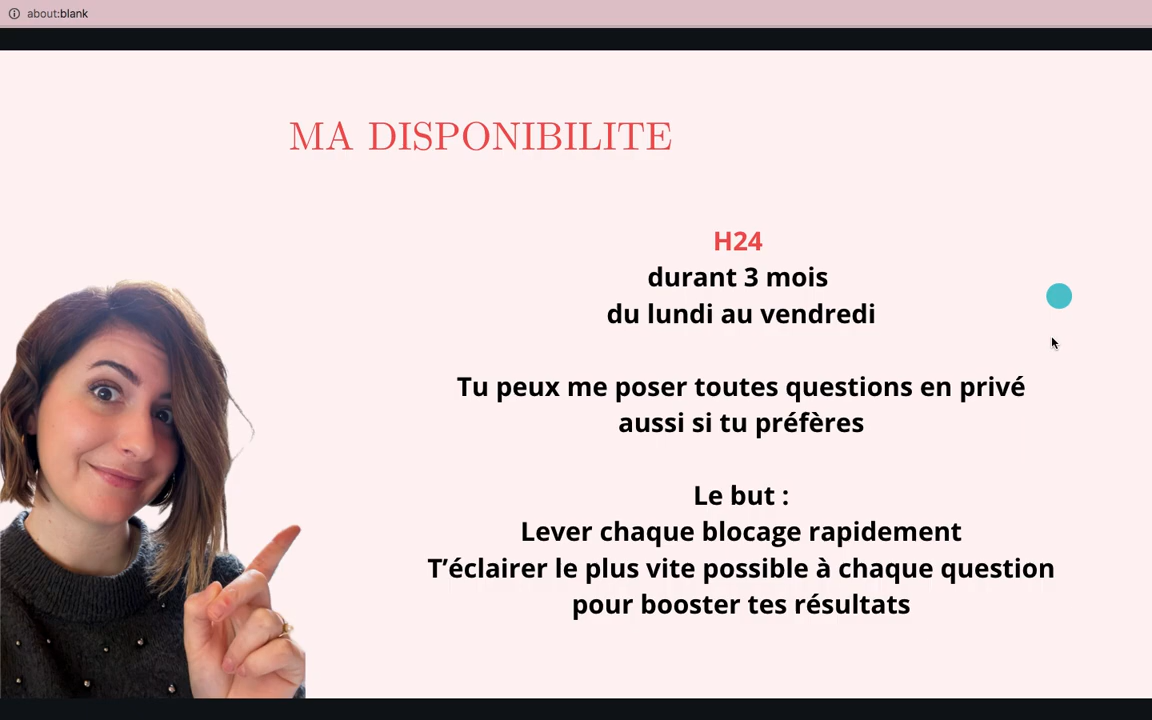 about:blank
MA DISPONIBILITE
H24
durant 3 mois
du lundi au vendredi
Tu peux me poser toutes questions en privé
aussi si tu préfères
Le but :
Lever chaque blocage rapidement
T’éclairer le plus vite possible à chaque question
pour booster tes résultats